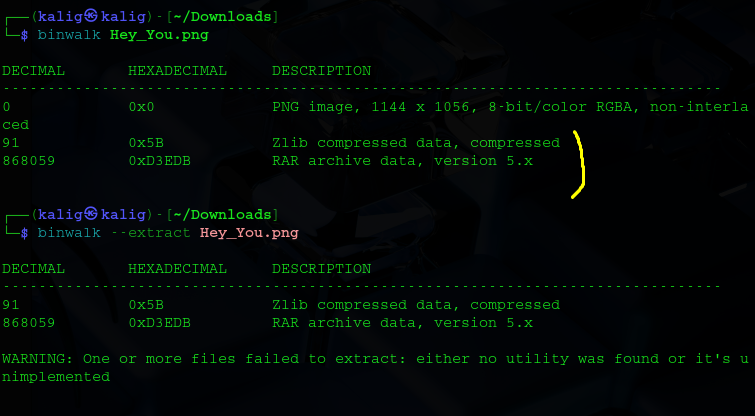 ┌──(kalig㉿kalig)-[~/Downloads]
└─$ binwalk Hey_You.png
DECIMAL HEXADECIMAL DESCRIPTION
--------------------------------------------------------------------------------
0 0x0 PNG image, 1144 x 1056, 8-bit/color RGBA, non-interla
ced
91 0x5B Zlib compressed data, compressed
868059 0xD3EDB RAR archive data, version 5.x
┌──(kalig㉿kalig)-[~/Downloads]
└─$ binwalk --extract Hey_You.png
DECIMAL HEXADECIMAL DESCRIPTION
--------------------------------------------------------------------------------
91 0x5B Zlib compressed data, compressed
868059 0xD3EDB RAR archive data, version 5.x
WARNING: One or more files failed to extract: either no utility was found or it's u
nimplemented